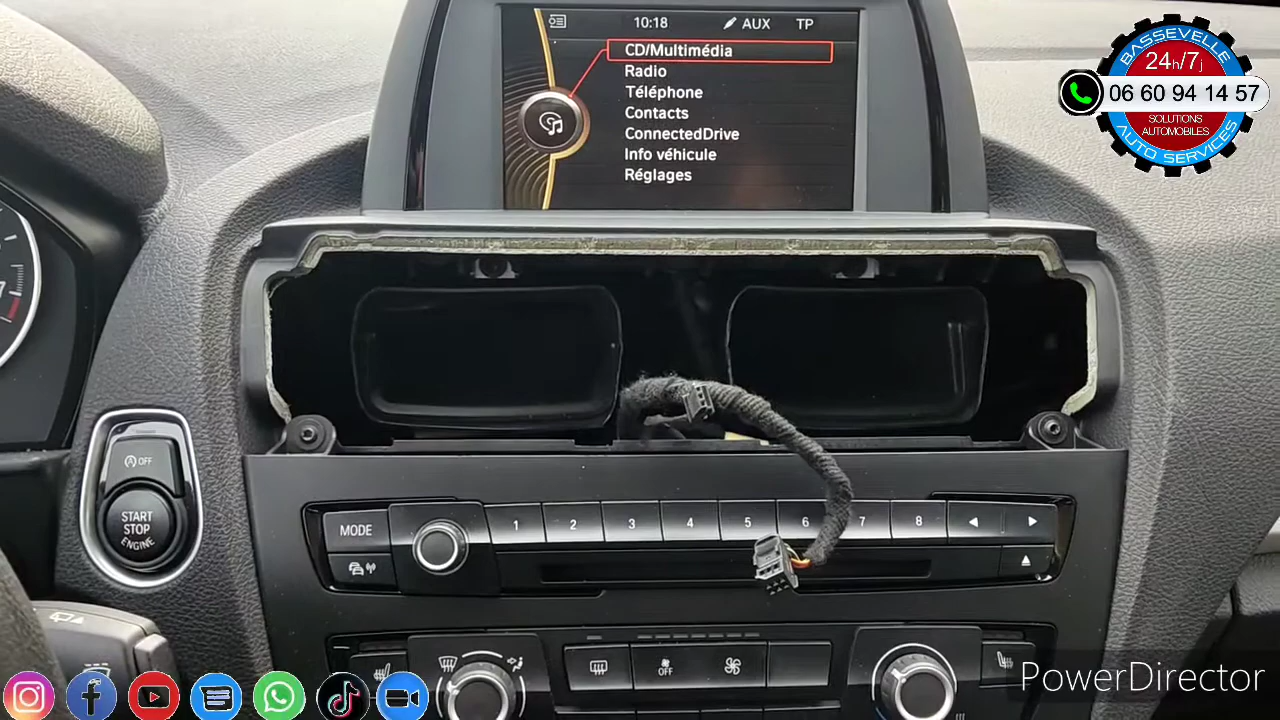 10:18
AUX
TP
CD/Multimédia
Radio
Téléphone
Contacts
ConnectedDrive
Info véhicule
Réglages
BASSEVELLE
24h/7j
06 60 94 14 57
SOLUTIONS
AUTOMOBILES
AUTO SERVICES
7
OFF
START
STOP
ENGINE
MODE
1 2 3 4 5 6 7 8
OFF
PowerDirector